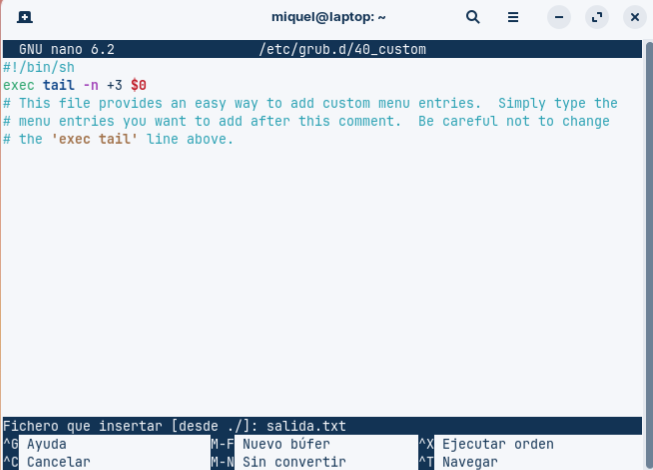 miquel@laptop: ~
GNU nano 6.2 /etc/grub.d/40_custom
#!/bin/sh
exec tail -n +3 $0
# This file provides an easy way to add custom menu entries.  Simply type the
# menu entries you want to add after this comment.  Be careful not to change
# the 'exec tail' line above.
Fichero que insertar [desde ./]: salida.txt
^G Ayuda M-F Nuevo búfer ^X Ejecutar orden
^C Cancelar M-N Sin convertir ^T Navegar